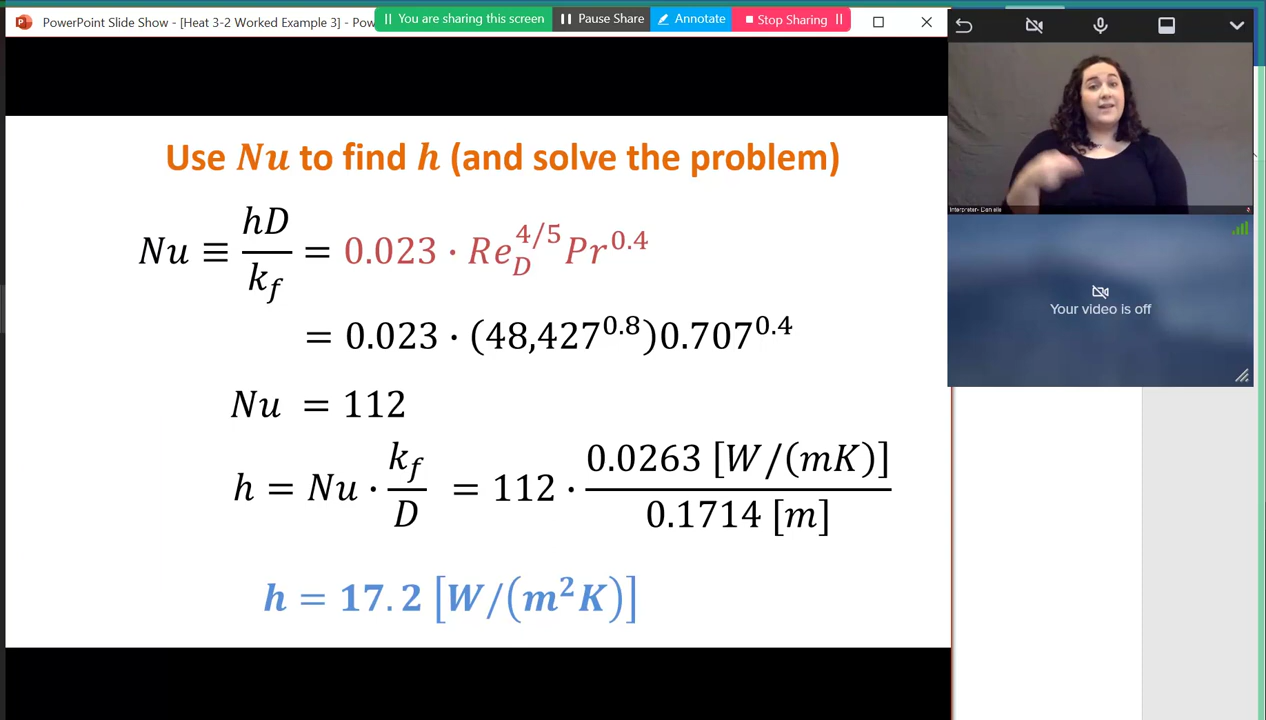 PowerPoint Slide Show - [Heat 3-2 Worked Example 3] - Pow
You are sharing this screen
Pause Share
Annotate
Stop Sharing
Use Nu to find h (and solve the problem)
Nu ≡ hD/k_f = 0.023 · Re_D^{4/5} Pr^{0.4}
= 0.023 · (48,427^{0.8})0.707^{0.4}
Nu = 112
h = Nu · k_f/D = 112 · 0.0263 [W/(mK)]/0.1714 [m]
h = 17.2 [W/(m²K)]
Interpreter- Danielle
Your video is off